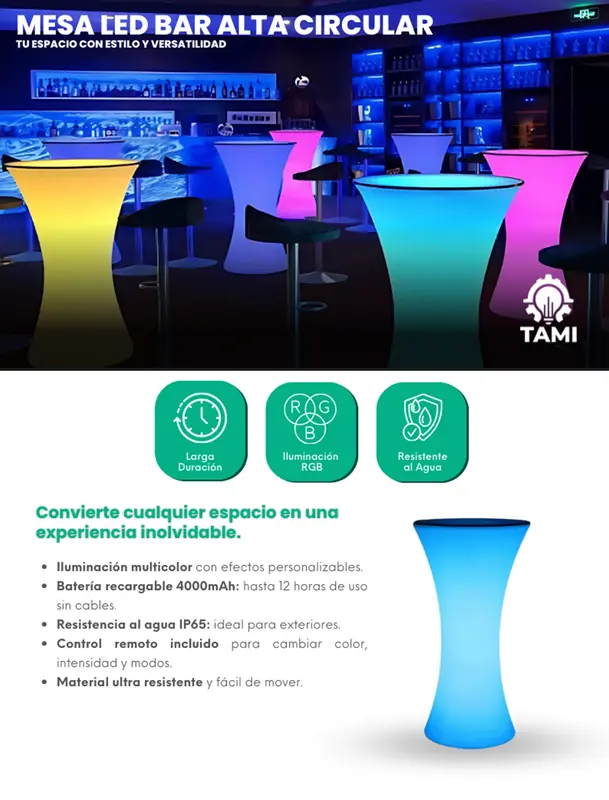 MESA LED BAR ALTA CIRCULAR
TU ESPACIO CON ESTILO Y VERSATILIDAD
TAMI
Larga
Duración
R G
B
Iluminación
RGB
Resistente
al Agua
Convierte cualquier espacio en una
experiencia inolvidable.
• Iluminación multicolor con efectos personalizables.
• Batería recargable 4000mAh: hasta 12 horas de uso
sin cables.
• Resistencia al agua IP65: ideal para exteriores.
• Control remoto incluido para cambiar color,
intensidad y modos.
• Material ultra resistente y fácil de mover.